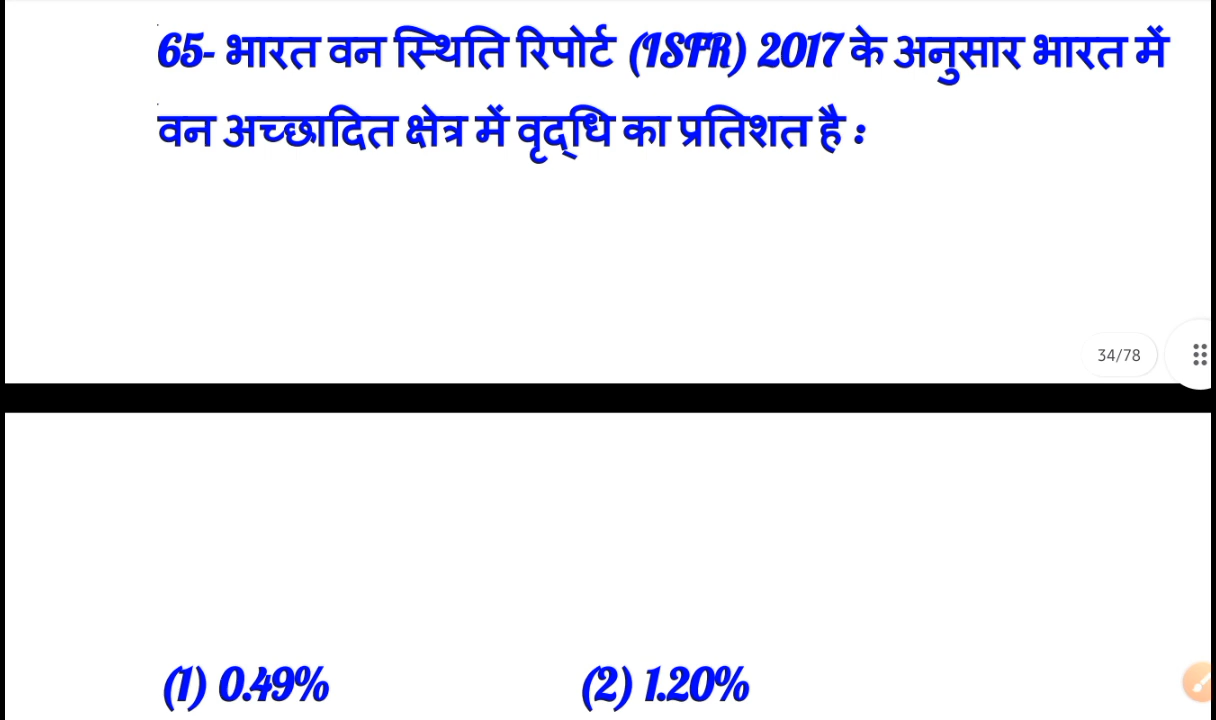 65- भारत वन स्थिति रिपोर्ट (ISFR) 2017 के अनुसार भारत में
वन अच्छादित क्षेत्र में वृद्धि का प्रतिशत है :
34/78
(1) 0.49% (2) 1.20%